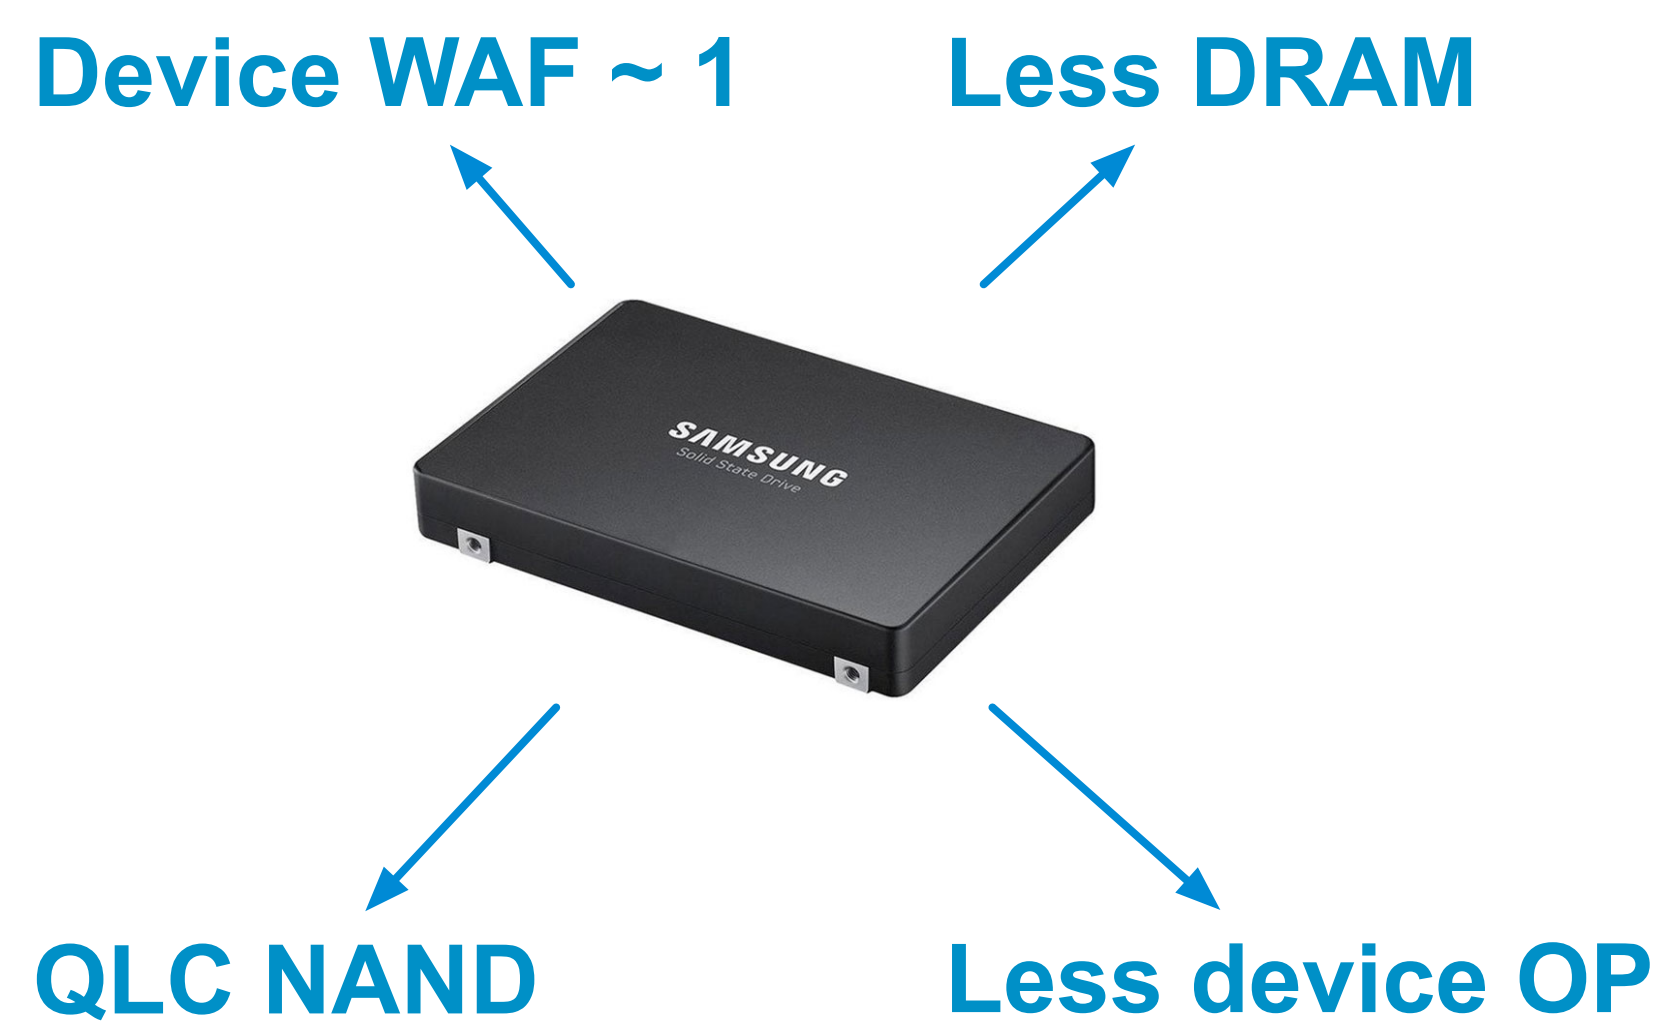 Device WAF ~ 1
Less DRAM
SAMSUNG
Solid State Drive
QLC NAND
Less device OP